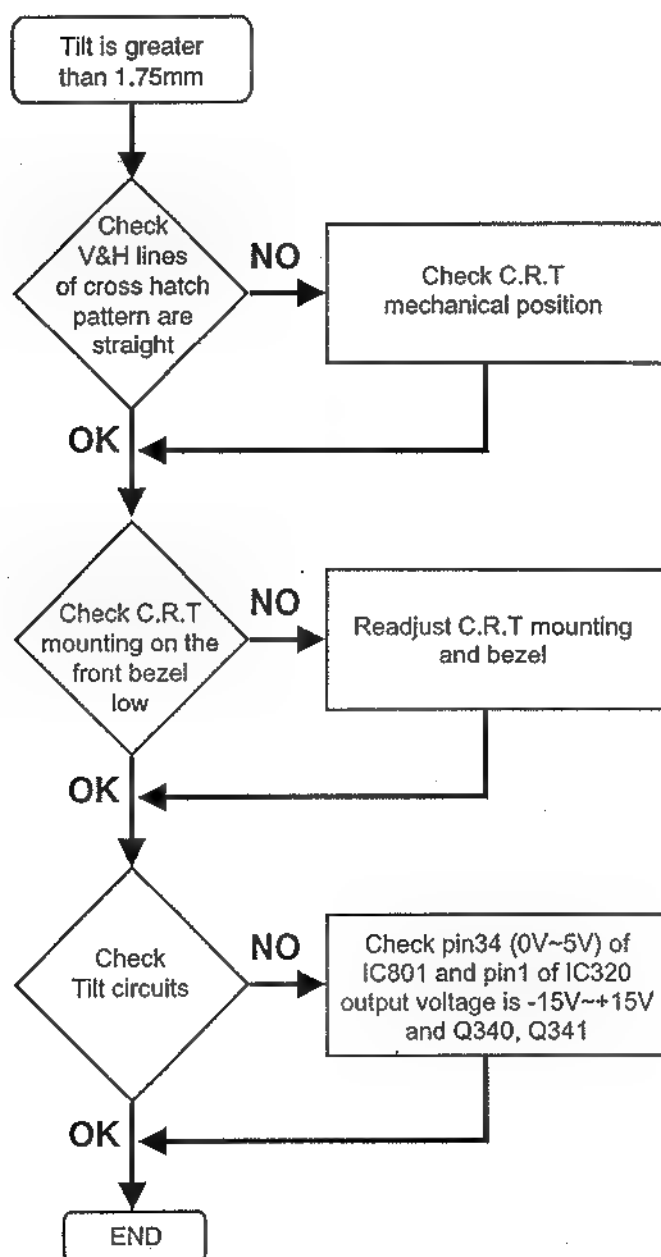 Tilt is greater
than 1.75mm
Check
V&H lines
of cross hatch
pattern are
straight
NO
Check C.R.T
mechanical position
OK
Check C.R.T
mounting on the
front bezel
low
NO
Readjust C.R.T mounting
and bezel
OK
Check
Tilt circuits
NO
Check pin34 (0V~5V) of
IC801 and pin1 of IC320
output voltage is -15V~+15V
and Q340, Q341
OK
END